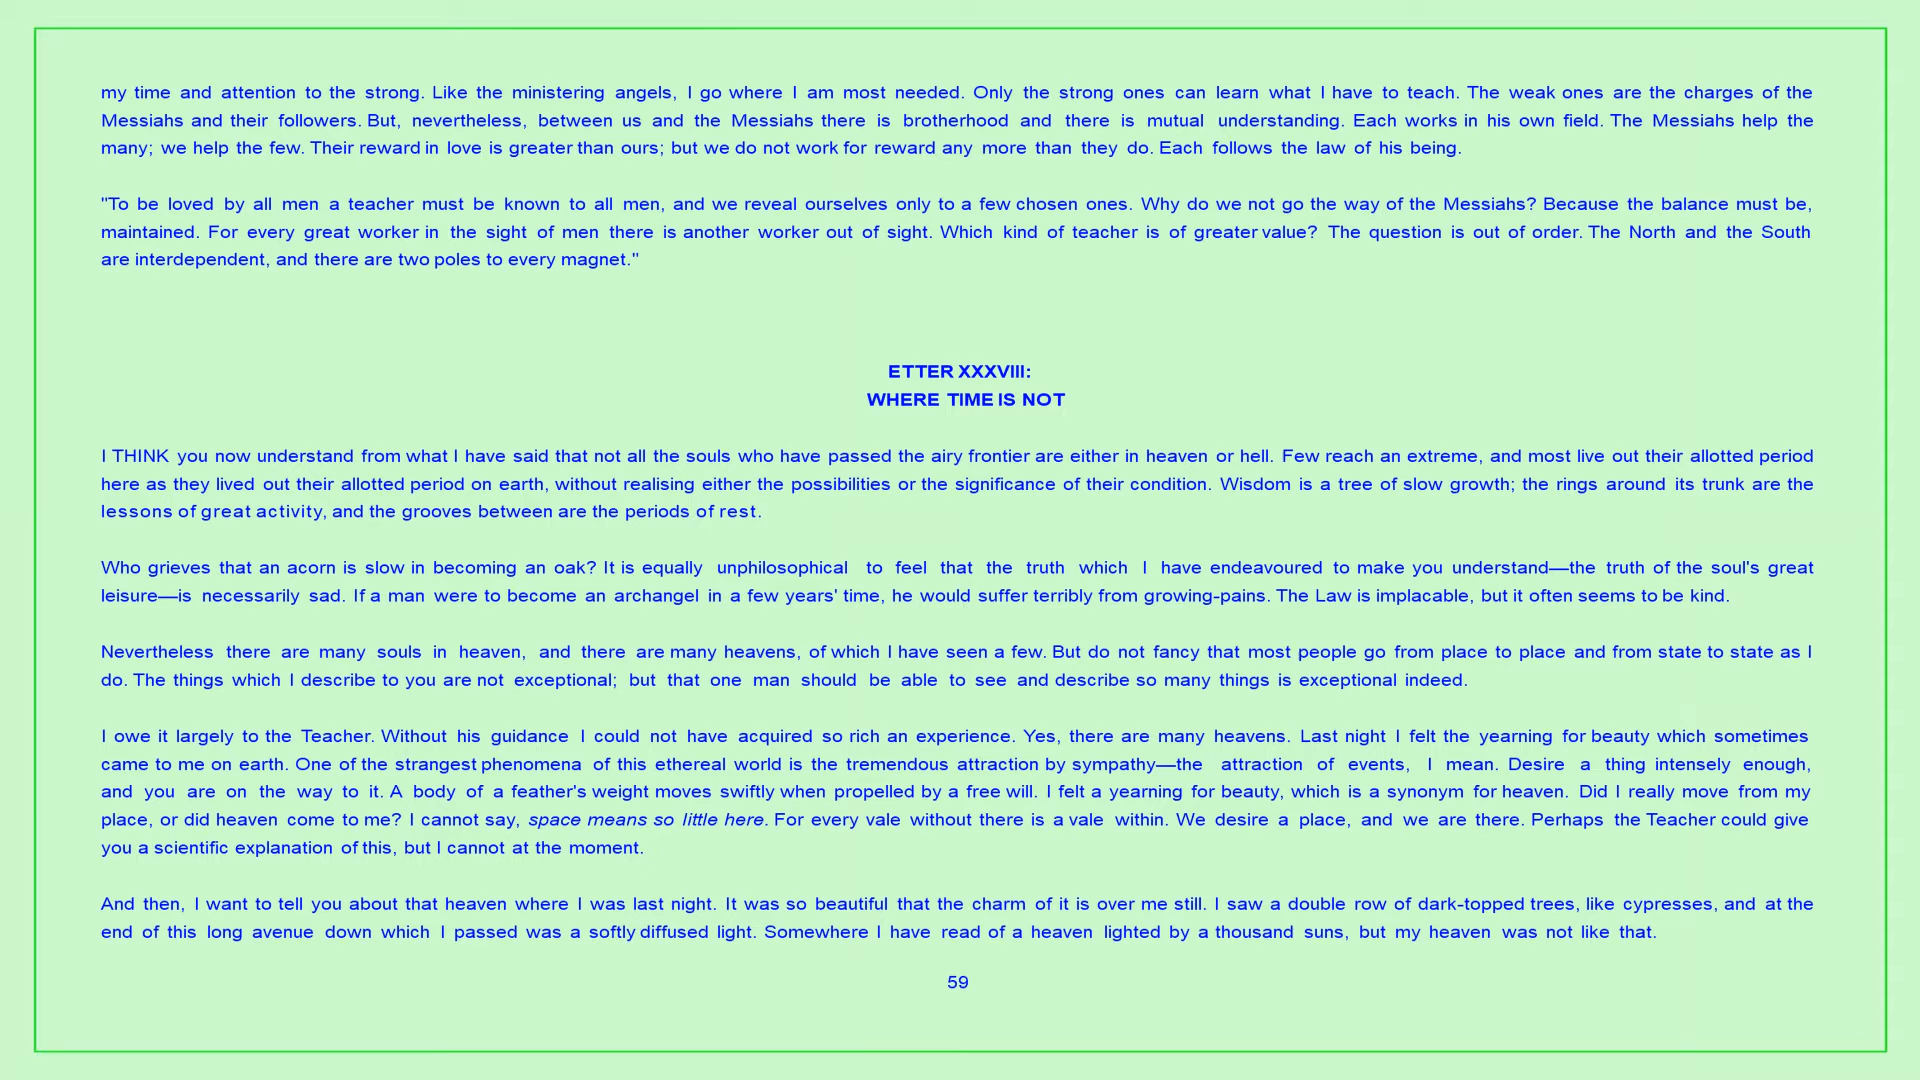 my time and attention to the strong. Like the ministering angels, I go where I am most needed. Only the strong ones can learn what I have to teach. The weak ones are the charges of the
Messiahs and their followers. But, nevertheless, between us and the Messiahs there is brotherhood and there is mutual understanding. Each works in his own field. The Messiahs help the
many; we help the few. Their reward in love is greater than ours; but we do not work for reward any more than they do. Each follows the law of his being.
"To be loved by all men a teacher must be known to all men, and we reveal ourselves only to a few chosen ones. Why do we not go the way of the Messiahs? Because the balance must be,
maintained. For every great worker in the sight of men there is another worker out of sight. Which kind of teacher is of greater value? The question is out of order. The North and the South
are interdependent, and there are two poles to every magnet."
ETTER XXXVIII:
WHERE TIME IS NOT
I THINK you now understand from what I have said that not all the souls who have passed the airy frontier are either in heaven or hell. Few reach an extreme, and most live out their allotted period
here as they lived out their allotted period on earth, without realising either the possibilities or the significance of their condition. Wisdom is a tree of slow growth; the rings around its trunk are the
lessons of great activity, and the grooves between are the periods of rest.
Who grieves that an acorn is slow in becoming an oak? It is equally unphilosophical to feel that the truth which I have endeavoured to make you understand—the truth of the soul's great
leisure—is necessarily sad. If a man were to become an archangel in a few years' time, he would suffer terribly from growing-pains. The Law is implacable, but it often seems to be kind.
Nevertheless there are many souls in heaven, and there are many heavens, of which I have seen a few. But do not fancy that most people go from place to place and from state to state as I
do. The things which I describe to you are not exceptional; but that one man should be able to see and describe so many things is exceptional indeed.
I owe it largely to the Teacher. Without his guidance I could not have acquired so rich an experience. Yes, there are many heavens. Last night I felt the yearning for beauty which sometimes
came to me on earth. One of the strangest phenomena of this ethereal world is the tremendous attraction by sympathy—the attraction of events, I mean. Desire a thing intensely enough,
and you are on the way to it. A body of a feather's weight moves swiftly when propelled by a free will. I felt a yearning for beauty, which is a synonym for heaven. Did I really move from my
place, or did heaven come to me? I cannot say, space means so little here. For every vale without there is a vale within. We desire a place, and we are there. Perhaps the Teacher could give
you a scientific explanation of this, but I cannot at the moment.
And then, I want to tell you about that heaven where I was last night. It was so beautiful that the charm of it is over me still. I saw a double row of dark-topped trees, like cypresses, and at the
end of this long avenue down which I passed was a softly diffused light. Somewhere I have read of a heaven lighted by a thousand suns, but my heaven was not like that.
59